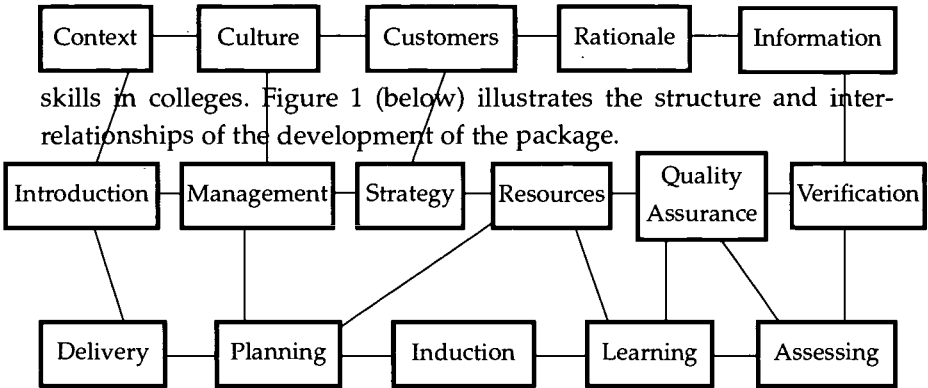 Context Culture Customers Rationale Information
skills in colleges. Figure 1 (below) illustrates the structure and inter-
relationships of the development of the package.
Introduction Management Strategy Resources Quality Assurance Verification
Delivery Planning Induction Learning Assessing